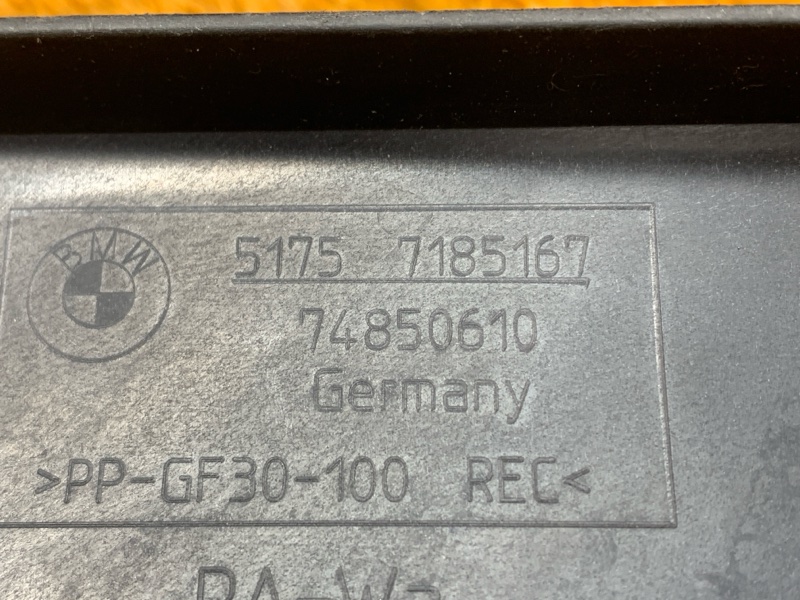 BMW
5175 7185167
74850610
Germany
>PP-GF30-100 REC<